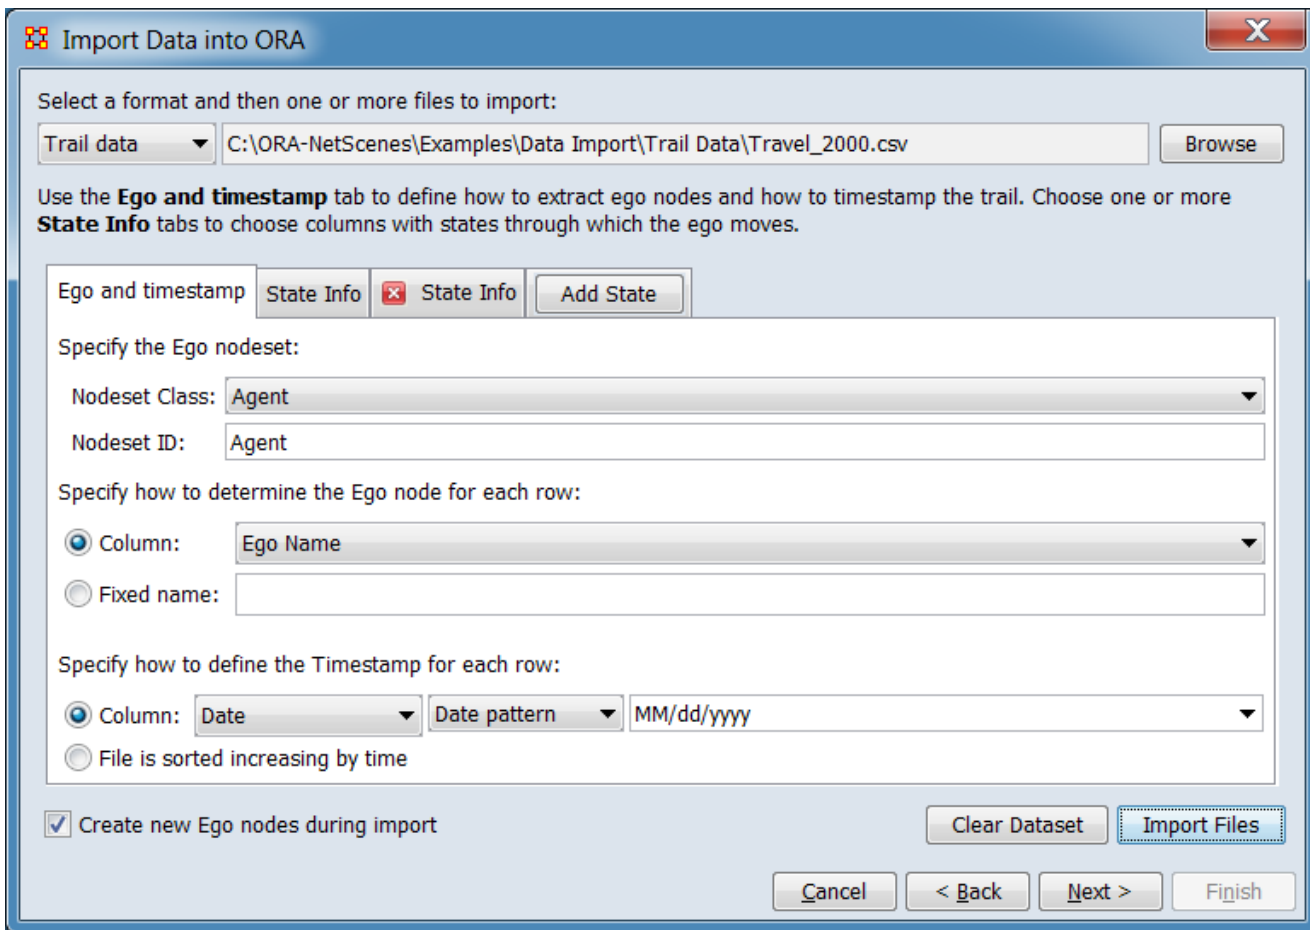 Import Data into ORA
X
Select a format and then one or more files to import:
Trail data C:\ORA-NetScenes\Examples\Data Import\Trail Data\Travel_2000.csv Browse
Use the Ego and timestamp tab to define how to extract ego nodes and how to timestamp the trail. Choose one or more
State Info tabs to choose columns with states through which the ego moves.
Ego and timestamp State Info State Info Add State
Specify the Ego nodeset:
Nodeset Class: Agent
Nodeset ID: Agent
Specify how to determine the Ego node for each row:
Column: Ego Name
Fixed name:
Specify how to define the Timestamp for each row:
Column: Date Date pattern MM/dd/yyyy
File is sorted increasing by time
Create new Ego nodes during import Clear Dataset Import Files
Cancel < Back Next > Finish